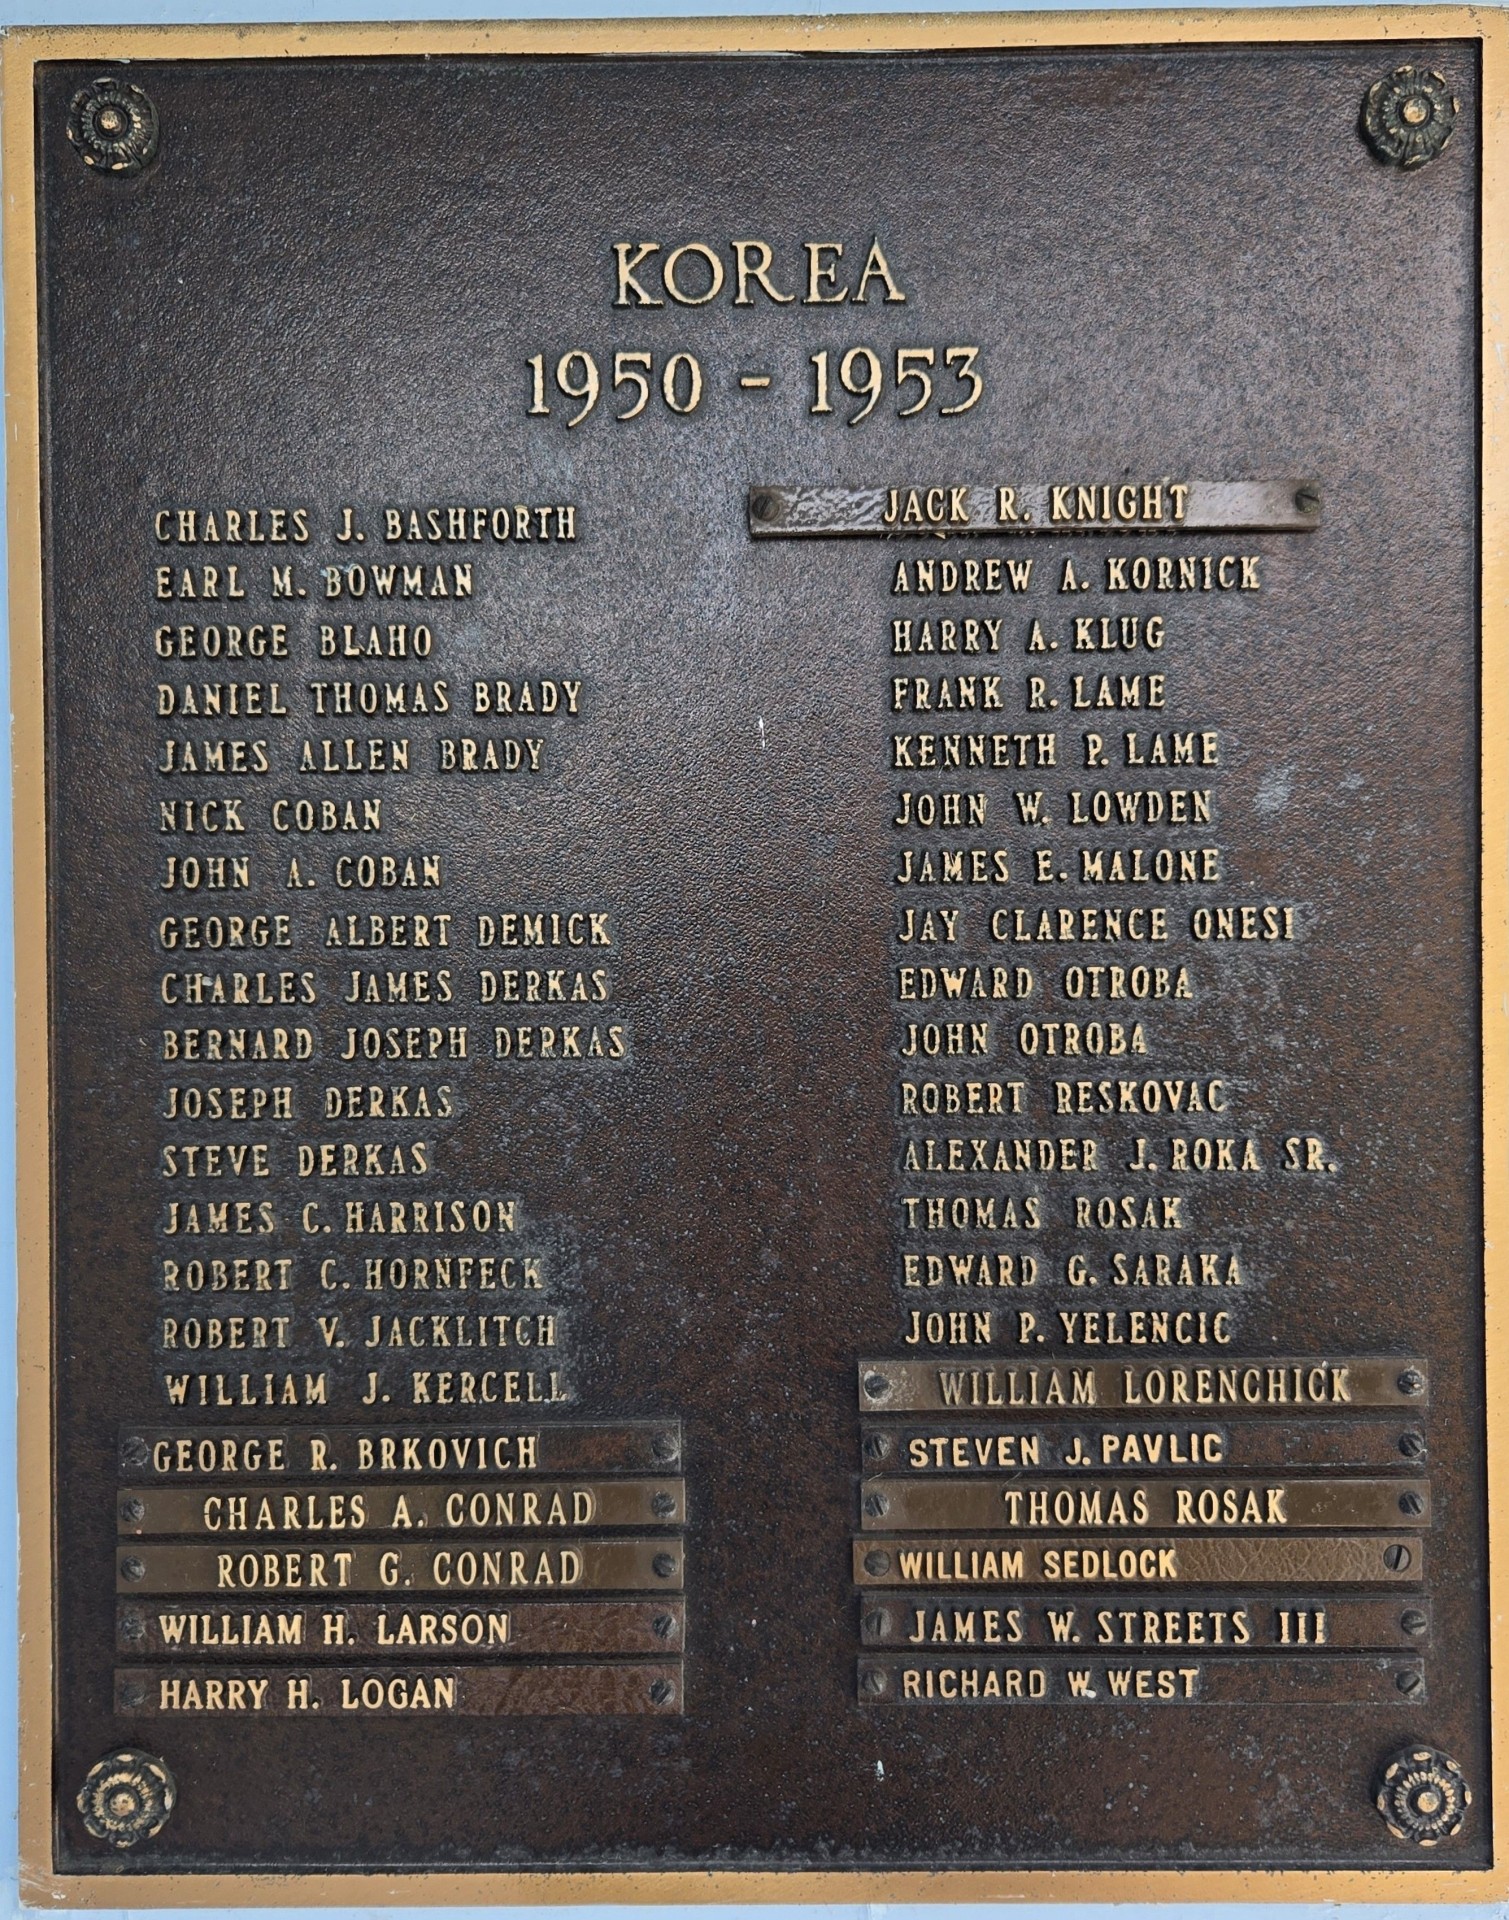 KOREA
1950 - 1953
CHARLES J. BASHFORTH
EARL M. BOWMAN
GEORGE BLAHO
DANIEL THOMAS BRADY
JAMES ALLEN BRADY
NICK COBAN
JOHN A. COBAN
GEORGE ALBERT DEMICK
CHARLES JAMES DERKAS
BERNARD JOSEPH DERKAS
JOSEPH DERKAS
STEVE DERKAS
JAMES C. HARRISON
ROBERT C. HORNFECK
ROBERT V. JACKLITCH
WILLIAM J. KERCELL
GEORGE R. BRKOVICH
CHARLES A. CONRAD
ROBERT G. CONRAD
WILLIAM H. LARSON
HARRY H. LOGAN
JACK R. KNIGHT
ANDREW A. KORNICK
HARRY A. KLUG
FRANK R. LAME
KENNETH P. LAME
JOHN W. LOWDEN
JAMES E. MALONE
JAY CLARENCE ONESI
EDWARD OTROBA
JOHN OTROBA
ROBERT RESKOVAC
ALEXANDER J. ROKA SR.
THOMAS ROSAK
EDWARD G. SARAKA
JOHN P. YELENCIC
WILLIAM LORENCHICK
STEVEN J. PAVLIC
THOMAS ROSAK
WILLIAM SEDLOCK
JAMES W. STREETS III
RICHARD W. WEST